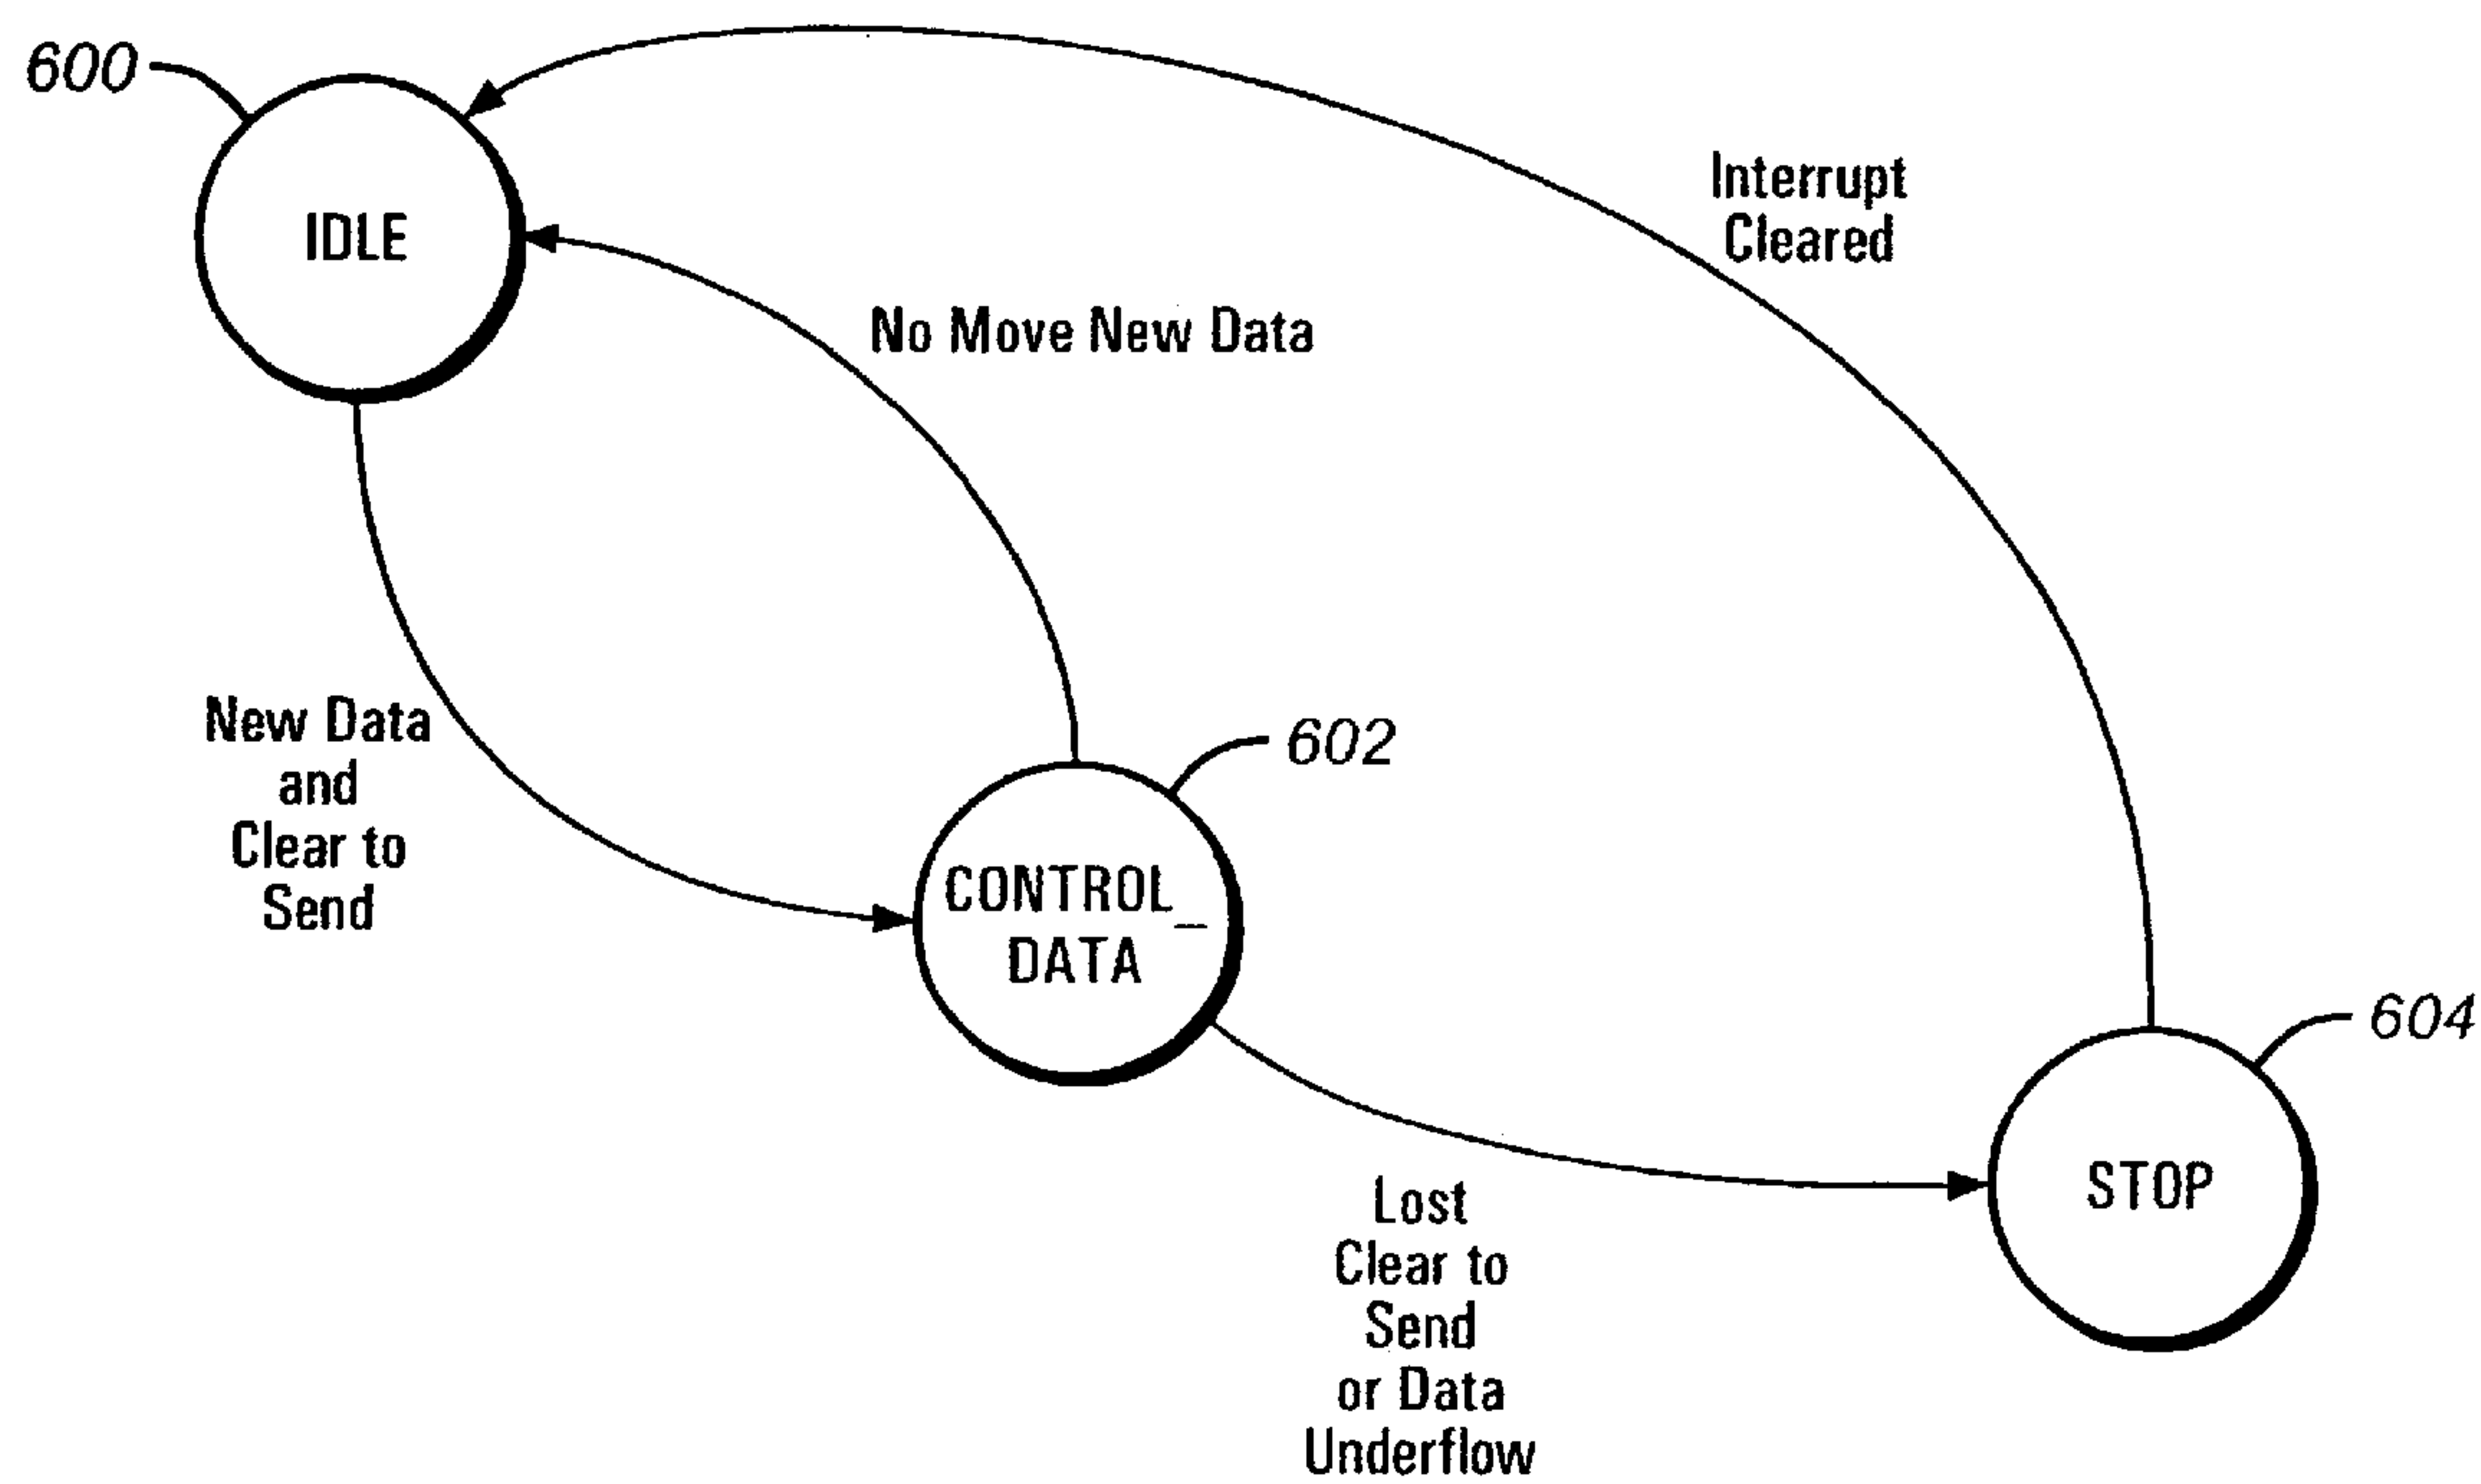 600
IDLE
Interrupt
Cleared
No Move New Data
New Data
and
Clear to
Send
602
CONTROL_
DATA
604
STOP
Lost
Clear to
Send
or Data
Underflow